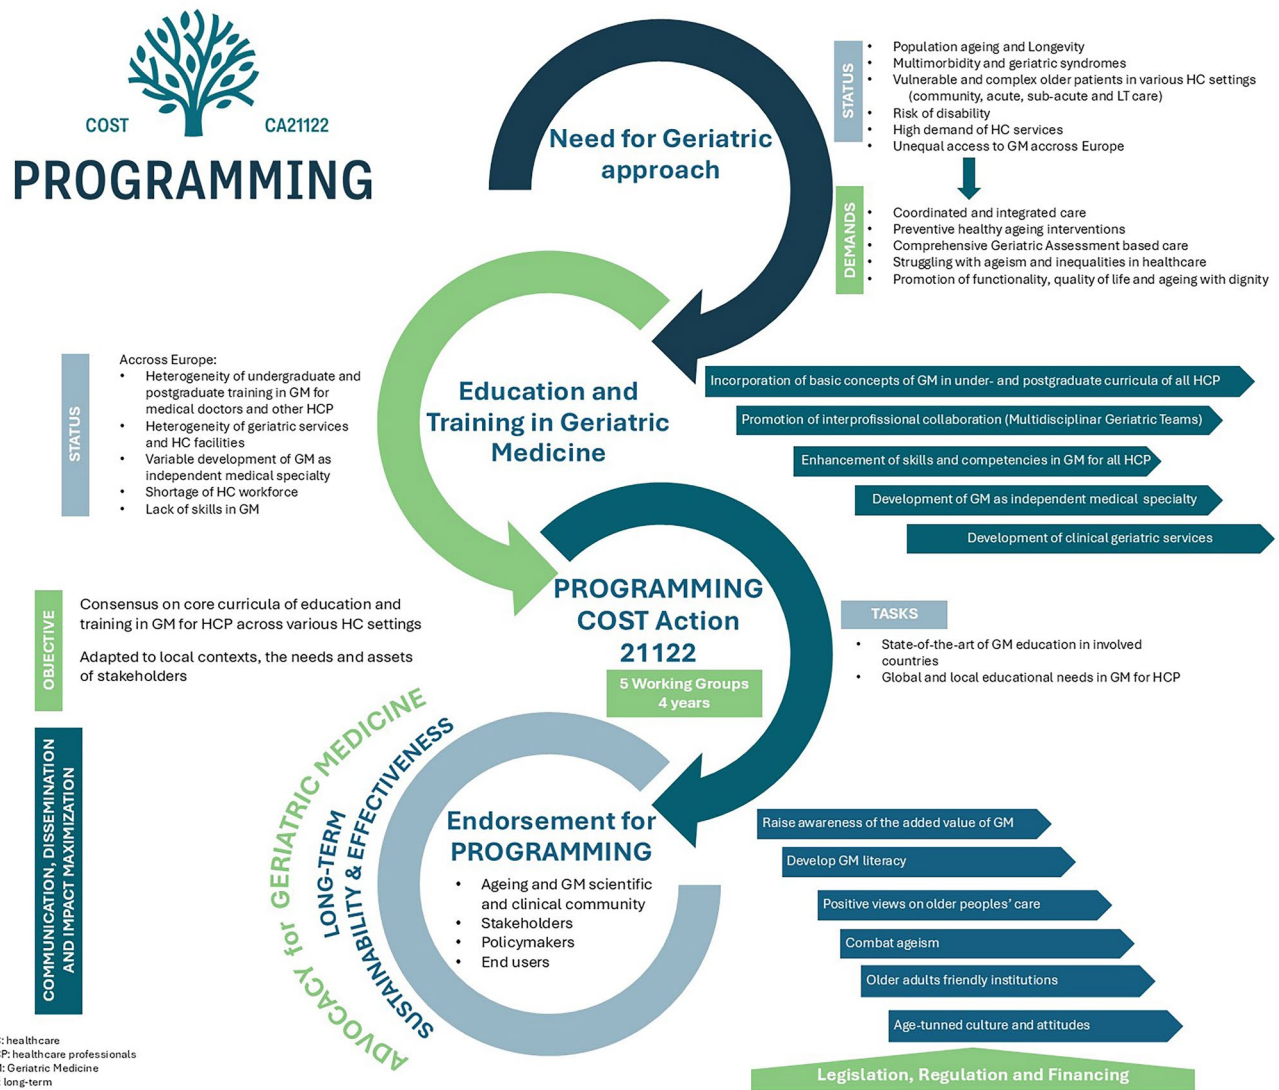 COST CA21122
PROGRAMMING
Need for Geriatric
approach
STATUS
• Population ageing and Longevity
• Multimorbidity and geriatric syndromes
• Vulnerable and complex older patients in various HC settings
(community, acute, sub-acute and LT care)
• Risk of disability
• High demand of HC services
• Unequal access to GM accross Europe
DEMANDS
• Coordinated and integrated care
• Preventive healthy ageing interventions
• Comprehensive Geriatric Assessment based care
• Struggling with ageism and inequalities in healthcare
• Promotion of functionality, quality of life and ageing with dignity
Education and
Training in Geriatric
Medicine
STATUS
Accross Europe:
• Heterogeneity of undergraduate and
postgraduate training in GM for
medical doctors and other HCP
• Heterogeneity of geriatric services
and HC facilities
• Variable development of GM as
independent medical specialty
• Shortage of HC workforce
• Lack of skills in GM
Incorporation of basic concepts of GM in under- and postgraduate curricula of all HCP
Promotion of interprofissional collaboration (Multidisciplinar Geriatric Teams)
Enhancement of skills and competencies in GM for all HCP
Development of GM as independent medical specialty
Development of clinical geriatric services
PROGRAMMING
COST Action
21122
5 Working Groups
4 years
OBJECTIVE
Consensus on core curricula of education and
training in GM for HCP across various HC settings
Adapted to local contexts, the needs and assets
of stakeholders
TASKS
• State-of-the-art of GM education in involved
countries
• Global and local educational needs in GM for HCP
COMMUNICATION, DISSEMINATION
AND IMPACT MAXIMIZATION
ADVOCACY for GERIATRIC MEDICINE
LONG-TERM
SUSTAINABILITY & EFFECTIVENESS
Endorsement for
PROGRAMMING
• Ageing and GM scientific
and clinical community
• Stakeholders
• Policymakers
• End users
Raise awareness of the added value of GM
Develop GM literacy
Positive views on older peoples' care
Combat ageism
Older adults friendly institutions
Age-tunned culture and attitudes
Legislation, Regulation and Financing
: healthcare
P: healthcare professionals
: Geriatric Medicine
long-term